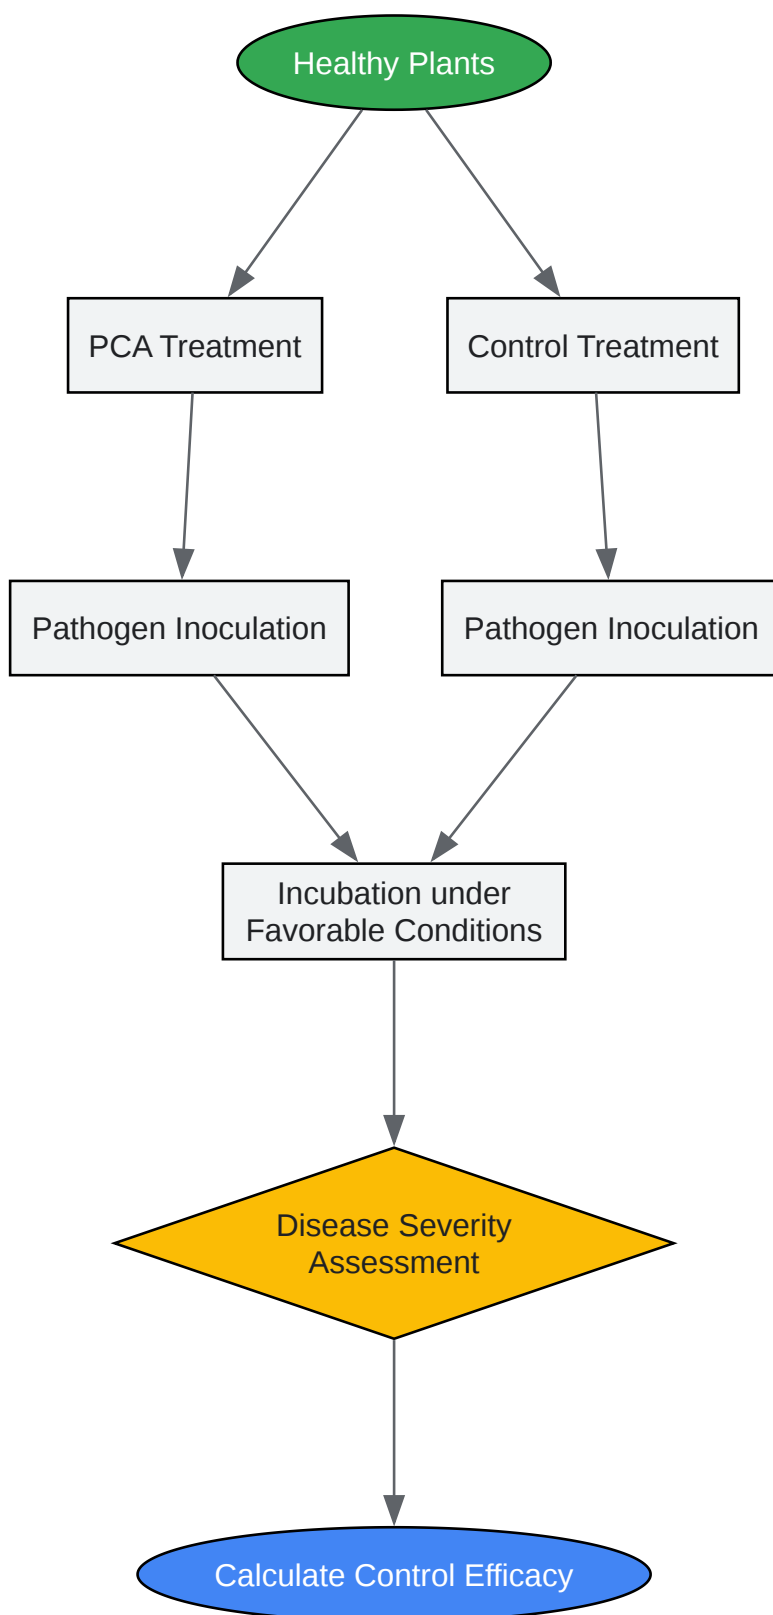 Healthy Plants
PCA Treatment
Control Treatment
Pathogen Inoculation
Pathogen Inoculation
Incubation under
Favorable Conditions
Disease Severity
Assessment
Calculate Control Efficacy